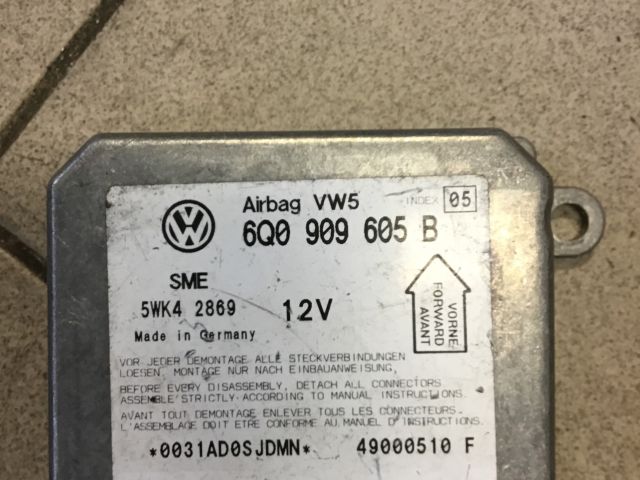 Airbag VW5 INDEX 05
VW 6Q0 909 605 B
SME
5WK4 2869 12V
Made in Germany
VORNE
FORWARD
AVANT
VOR JEDER DEMONTAGE ALLE STECKVERBINDUNGEN
LOESEN, MONTAGE NUR NACH EINBAUANWEISUNG,
BEFORE EVERY DISASSEMBLY, DETACH ALL CONNECTORS
ASSEMBLE STRICTLY ACCORDING TO MANUAL INSTRUCTIONS.
AVANT TOUT DEMONTAGE ENLEVER TOUS LES CONNECTEURS.
L'ASSEMBLAGE DOIT ETRE CONFORME AU MANUEL D'INSTRUCTIONS.
*0031AD0SJDMN* 49000510 F